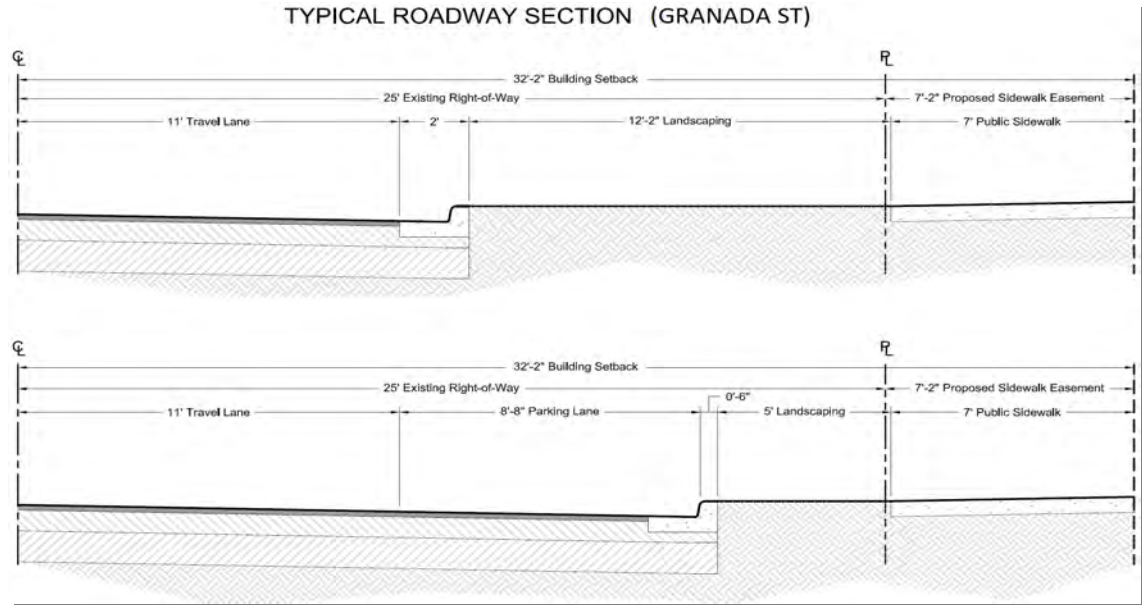 TYPICAL ROADWAY SECTION (GRANADA ST)
℄ ⅊
32'-2" Building Setback
25' Existing Right-of-Way 7'-2" Proposed Sidewalk Easement
11' Travel Lane 2' 12'-2" Landscaping 7' Public Sidewalk
℄ ⅊
32'-2" Building Setback
25' Existing Right-of-Way 7'-2" Proposed Sidewalk Easement
0'-6"
11' Travel Lane 8'-8" Parking Lane 5' Landscaping 7' Public Sidewalk